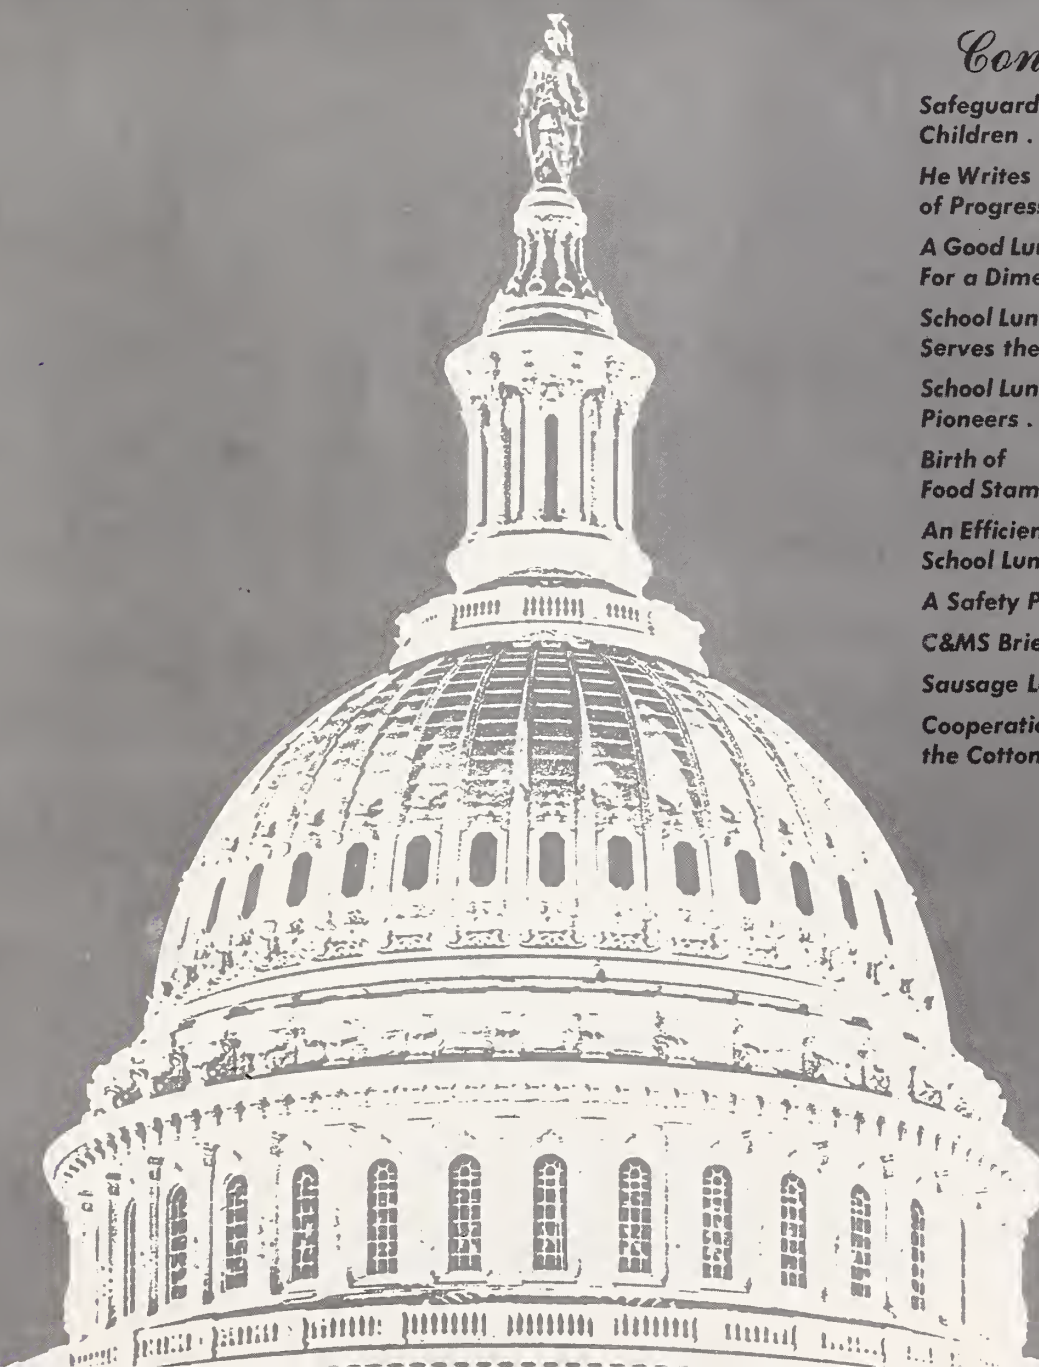 Con
Safeguard
Children .
He Writes
of Progress
A Good Lu
For a Dime
School Lun
Serves the
School Lun
Pioneers .
Birth of
Food Stam
An Efficien
School Lun
A Safety P
C&MS Brie
Sausage L
Cooperatio
the Cotton